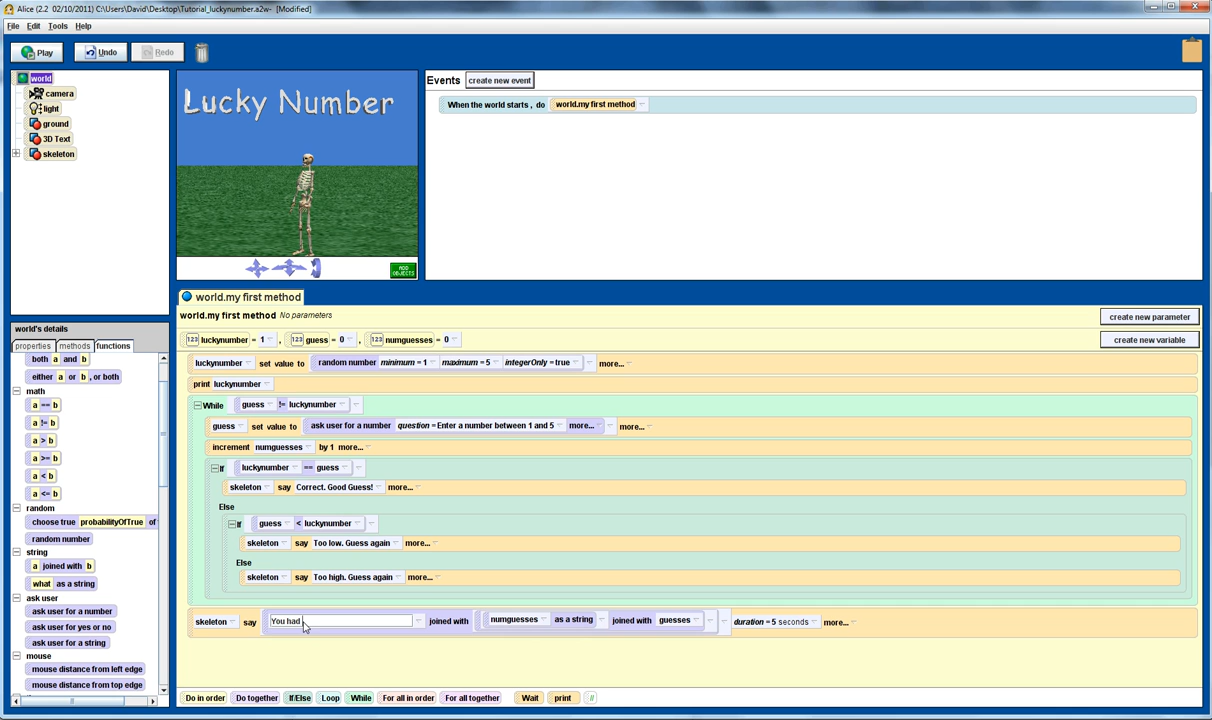 Alice (2.2 02/10/2011) C:\Users\David\Desktop\Tutorial_luckynumber.a2w- [Modified]
File Edit Tools Help
Play Undo Redo
world
camera
light
ground
3D Text
skeleton
Lucky Number
ADD OBJECTS
Events create new event
When the world starts , do world.my first method
world's details
properties methods functions
both a and b
either a or b , or both
math
a == b
a != b
a > b
a >= b
a < b
a <= b
random
choose true probabilityOfTrue of
random number
string
a joined with b
what as a string
ask user
ask user for a number
ask user for yes or no
ask user for a string
mouse
mouse distance from left edge
mouse distance from top edge
world.my first method
world.my first method No parameters
create new parameter
123 luckynumber = 1 , 123 guess = 0 , 123 numguesses = 0
create new variable
luckynumber set value to random number minimum = 1 maximum = 5 integerOnly = true more...
print luckynumber
While guess != luckynumber
guess set value to ask user for a number question = Enter a number between 1 and 5 more... more...
increment numguesses by 1 more...
If luckynumber == guess
skeleton say Correct. Good Guess! more...
Else
If guess < luckynumber
skeleton say Too low. Guess again more...
Else
skeleton say Too high. Guess again more...
skeleton say You had joined with numguesses as a string joined with guesses duration = 5 seconds more...
Do in order Do together If/Else Loop While For all in order For all together Wait print //